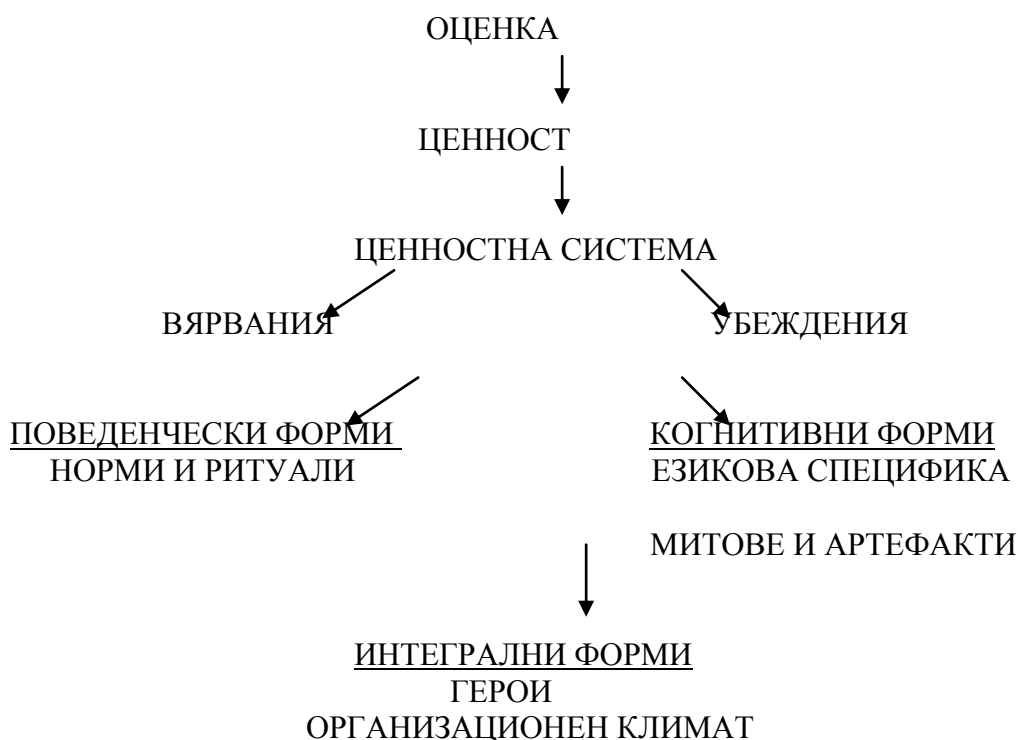 ОЦЕНКА
ЦЕННОСТ
ЦЕННОСТНА СИСТЕМА
ВЯРВАНИЯ УБЕЖДЕНИЯ
ПОВЕДЕНЧЕСКИ ФОРМИ КОГНИТИВНИ ФОРМИ
НОРМИ И РИТУАЛИ ЕЗИКОВА СПЕЦИФИКА
МИТОВЕ И АРТЕФАКТИ
ИНТЕГРАЛНИ ФОРМИ
ГЕРОИ
ОРГАНИЗАЦИОНЕН КЛИМАТ